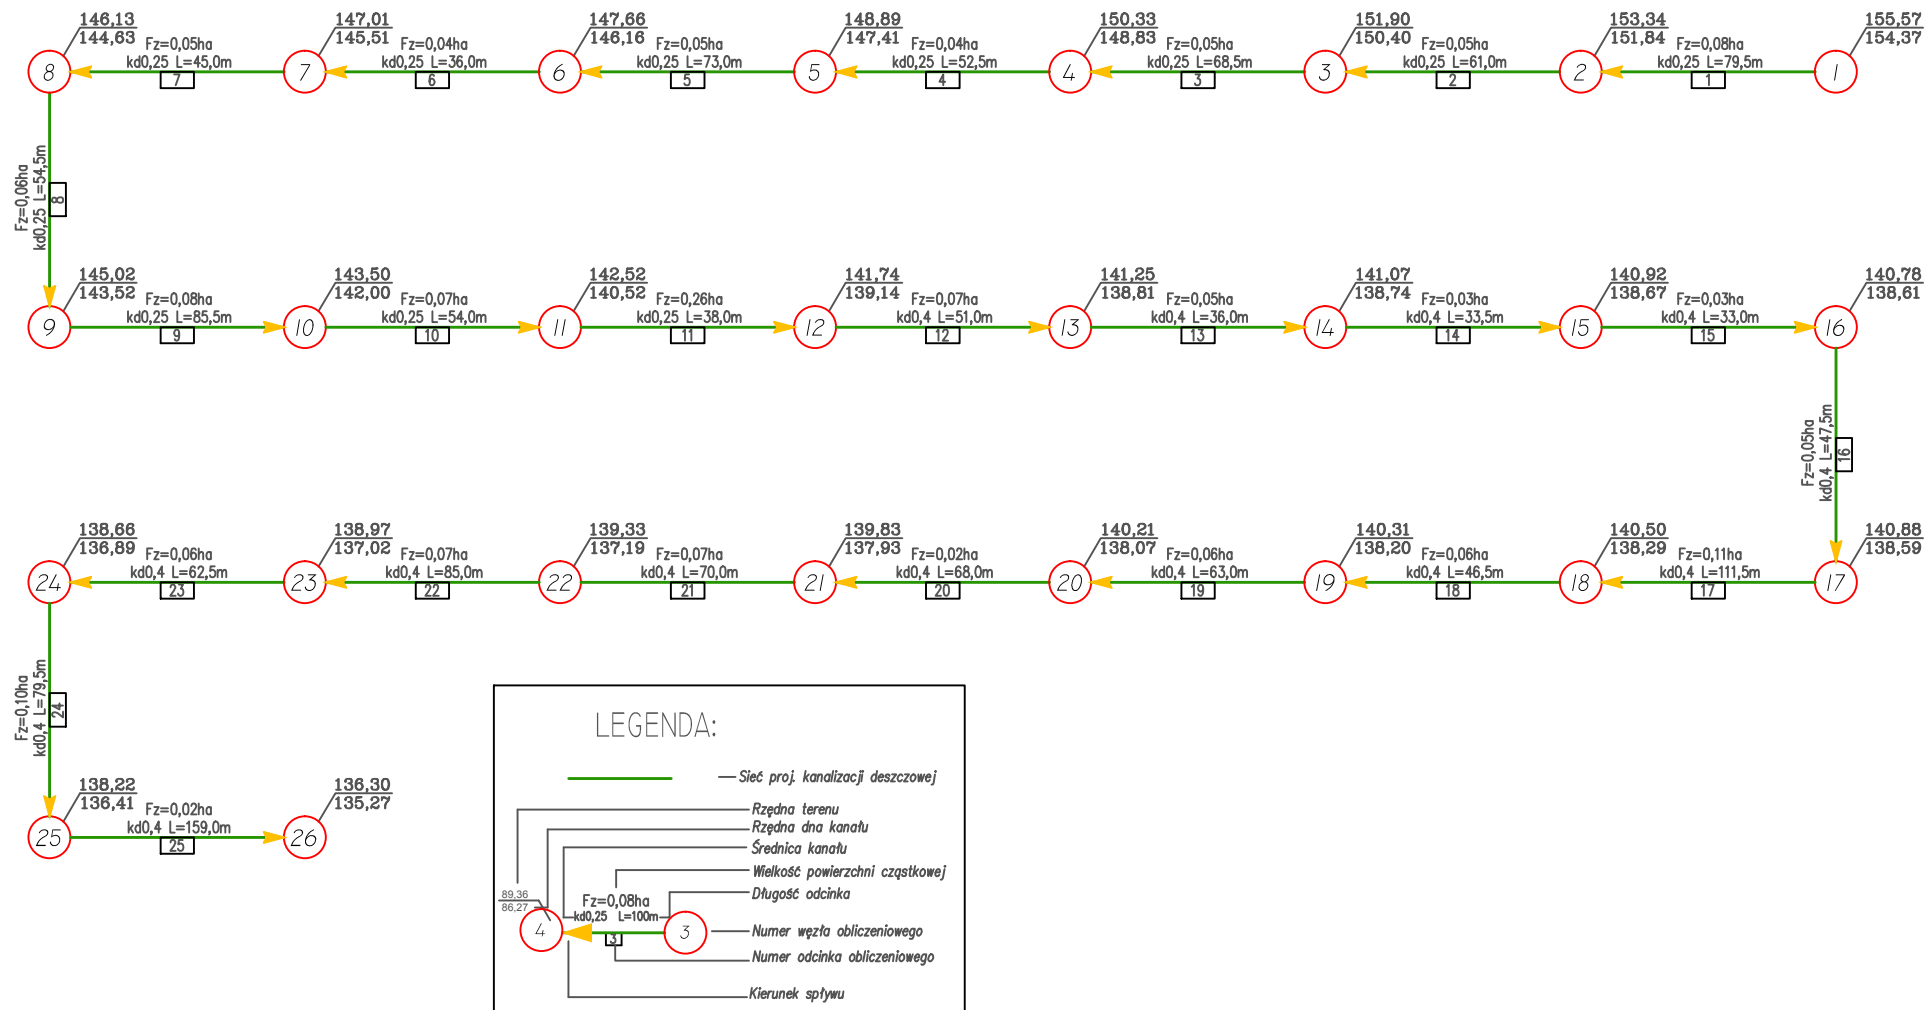 146,13
144,63
Fz=0,05ha
kd0,25 L=45,0m
7
8
147,01
145,51
Fz=0,04ha
kd0,25 L=36,0m
6
7
147,66
146,16
Fz=0,05ha
kd0,25 L=73,0m
5
6
148,89
147,41
Fz=0,04ha
kd0,25 L=52,5m
4
5
150,33
148,83
Fz=0,05ha
kd0,25 L=68,5m
3
4
151,90
150,40
Fz=0,05ha
kd0,25 L=61,0m
2
3
153,34
151,84
Fz=0,08ha
kd0,25 L=79,5m
1
2
155,57
154,37
1
Fz=0,06ha
kd0,25 L=54,5m
8
145,02
143,52
Fz=0,08ha
kd0,25 L=85,5m
9
9
143,50
142,00
Fz=0,07ha
kd0,25 L=54,0m
10
10
142,52
140,52
Fz=0,26ha
kd0,25 L=38,0m
11
11
141,74
139,14
Fz=0,07ha
kd0,4 L=51,0m
12
12
141,25
138,81
Fz=0,05ha
kd0,4 L=36,0m
13
13
141,07
138,74
Fz=0,03ha
kd0,4 L=33,5m
14
14
140,92
138,67
Fz=0,03ha
kd0,4 L=33,0m
15
15
140,78
138,61
16
Fz=0,05ha
kd0,4 L=47,5m
16
138,66
136,89
Fz=0,06ha
kd0,4 L=62,5m
23
24
138,97
137,02
Fz=0,07ha
kd0,4 L=85,0m
22
23
139,33
137,19
Fz=0,07ha
kd0,4 L=70,0m
21
22
139,83
137,93
Fz=0,02ha
kd0,4 L=68,0m
20
21
140,21
138,07
Fz=0,06ha
kd0,4 L=63,0m
19
20
140,31
138,20
Fz=0,06ha
kd0,4 L=46,5m
18
19
140,50
138,29
Fz=0,11ha
kd0,4 L=111,5m
17
18
140,88
138,59
17
Fz=0,10ha
kd0,4 L=79,5m
24
138,22
136,41
Fz=0,02ha
kd0,4 L=159,0m
25
25
136,30
135,27
26
LEGENDA:
Sieć proj. kanalizacji deszczowej
Rzędna terenu
Rzędna dna kanału
Średnica kanału
Wielkość powierzchni cząstkowej
Długość odcinka
89,36
86,27
Fz=0,08ha
kd0,25 L=100m
4
3
3
Numer węzła obliczeniowego
Numer odcinka obliczeniowego
Kierunek spływu